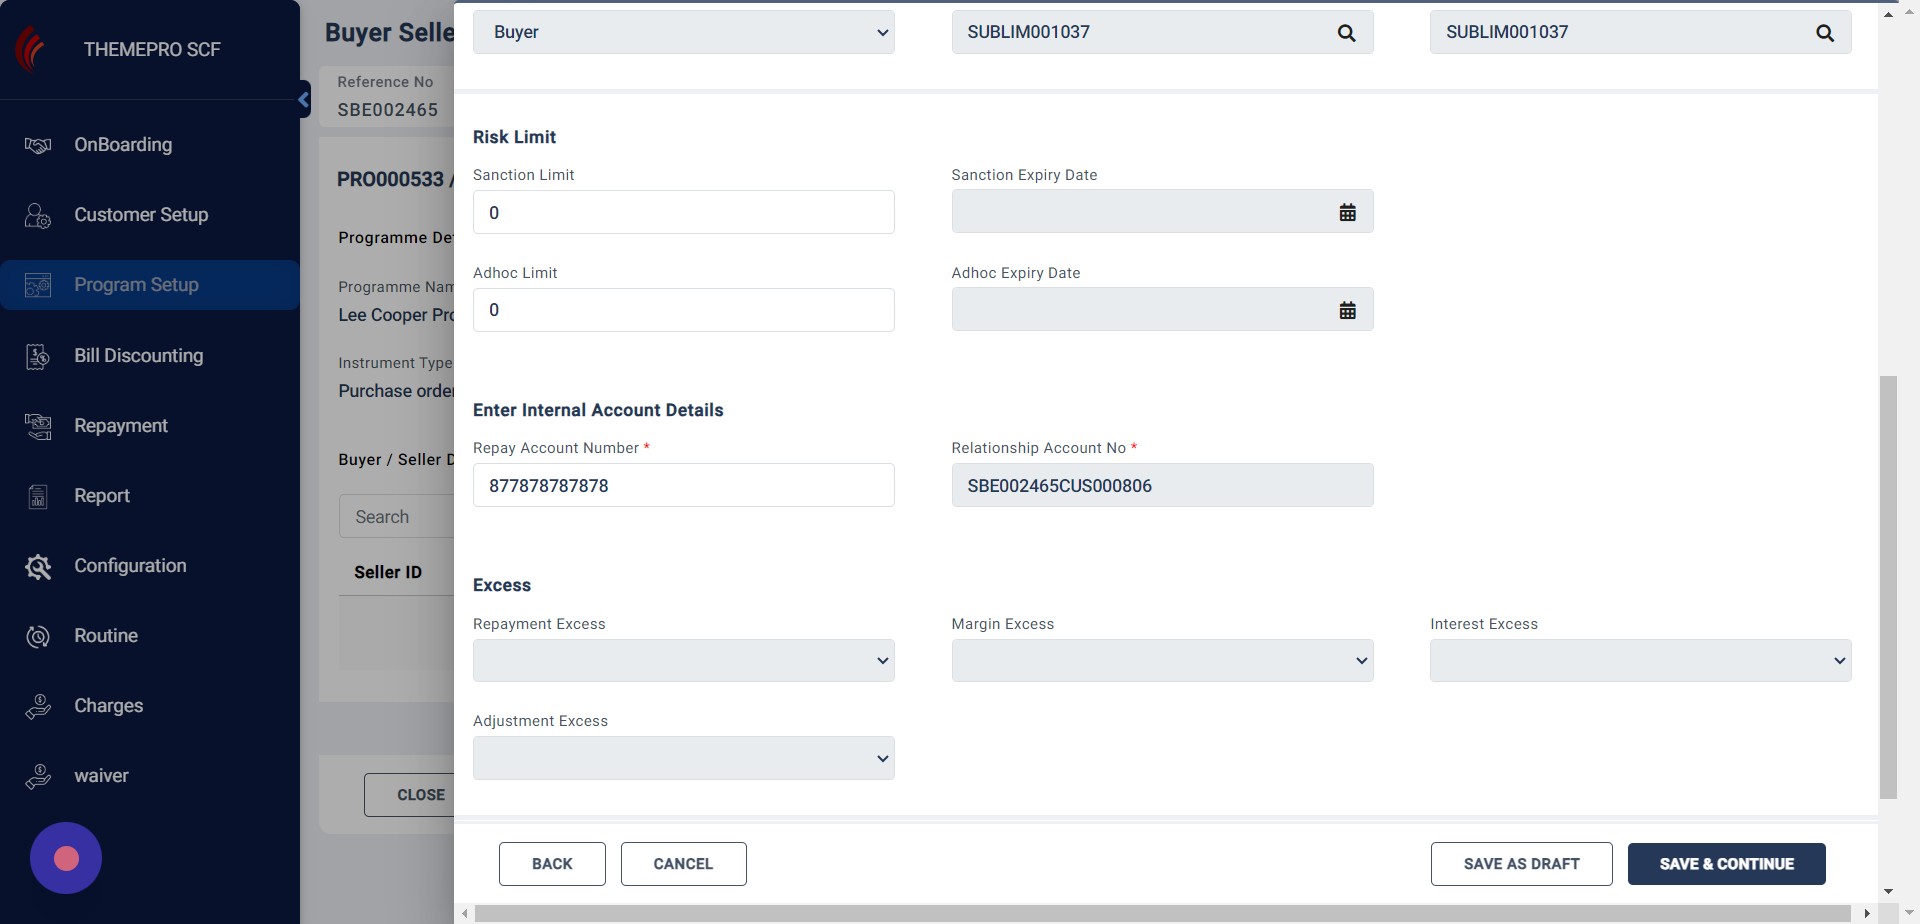 THEMEPRO SCF
OnBoarding
Customer Setup
Program Setup
Bill Discounting
Repayment
Report
Configuration
Routine
Charges
waiver
Buyer Selle
Reference No
SBE002465
PRO000533 /
Programme De
Programme Nam
Lee Cooper Pro
Instrument Type
Purchase order
Buyer / Seller D
Search
Seller ID
CLOSE
Buyer
SUBLIM001037
SUBLIM001037
Risk Limit
Sanction Limit
Sanction Expiry Date
0
Adhoc Limit
Adhoc Expiry Date
0
Enter Internal Account Details
Repay Account Number *
Relationship Account No *
877878787878
SBE002465CUS000806
Excess
Repayment Excess
Margin Excess
Interest Excess
Adjustment Excess
BACK
CANCEL
SAVE AS DRAFT
SAVE & CONTINUE